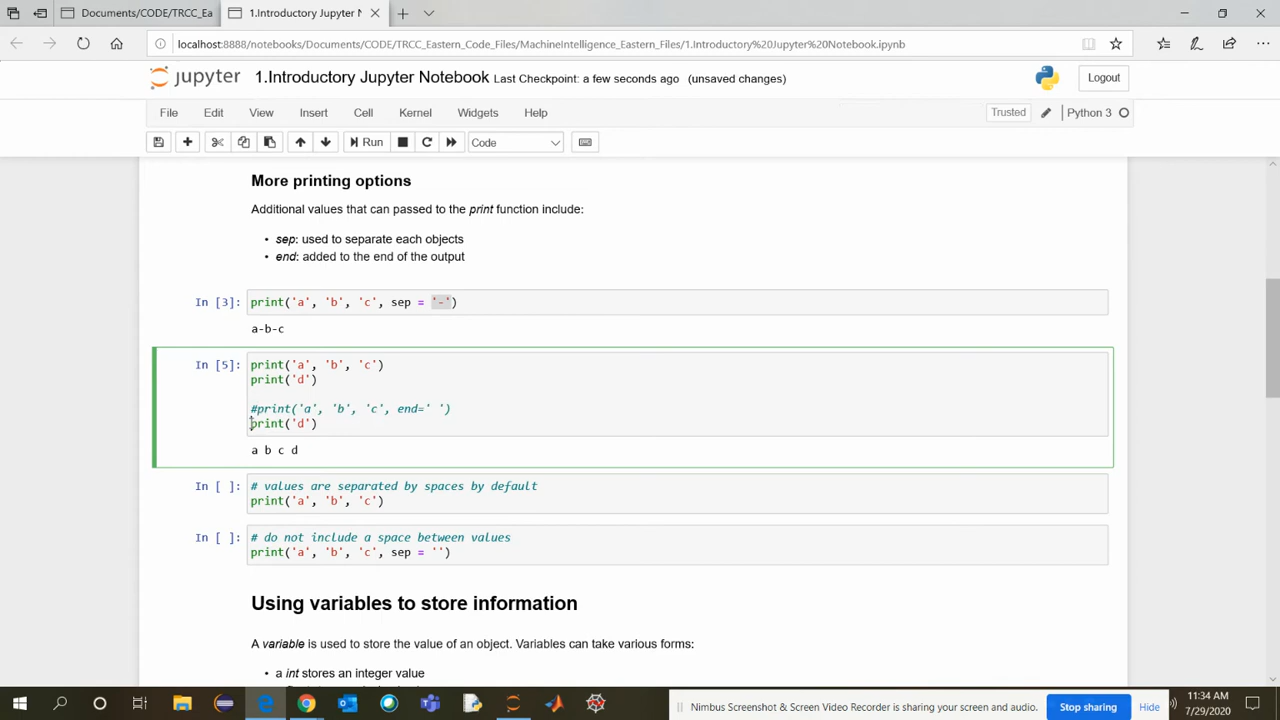 Documents/CODE/TRCC_Ea
1.Introductory Jupyter N
localhost:8888/notebooks/Documents/CODE/TRCC_Eastern_Code_Files/MachineIntelligence_Eastern_Files/1.Introductory%20Jupyter%20Notebook.ipynb
jupyter 1.Introductory Jupyter Notebook Last Checkpoint: a few seconds ago (unsaved changes) Logout
File Edit View Insert Cell Kernel Widgets Help Trusted Python 3
Run Code
More printing options
Additional values that can passed to the print function include:
• sep: used to separate each objects
• end: added to the end of the output
In [3]: print('a', 'b', 'c', sep = '-')
a-b-c
In [5]: print('a', 'b', 'c')
print('d')
#print('a', 'b', 'c', end=' ')
print('d')
a b c d
In [ ]: # values are separated by spaces by default
print('a', 'b', 'c')
In [ ]: # do not include a space between values
print('a', 'b', 'c', sep = '')
Using variables to store information
A variable is used to store the value of an object. Variables can take various forms:
• a int stores an integer value
Nimbus Screenshot & Screen Video Recorder is sharing your screen and audio. Stop sharing Hide
11:34 AM
7/29/2020